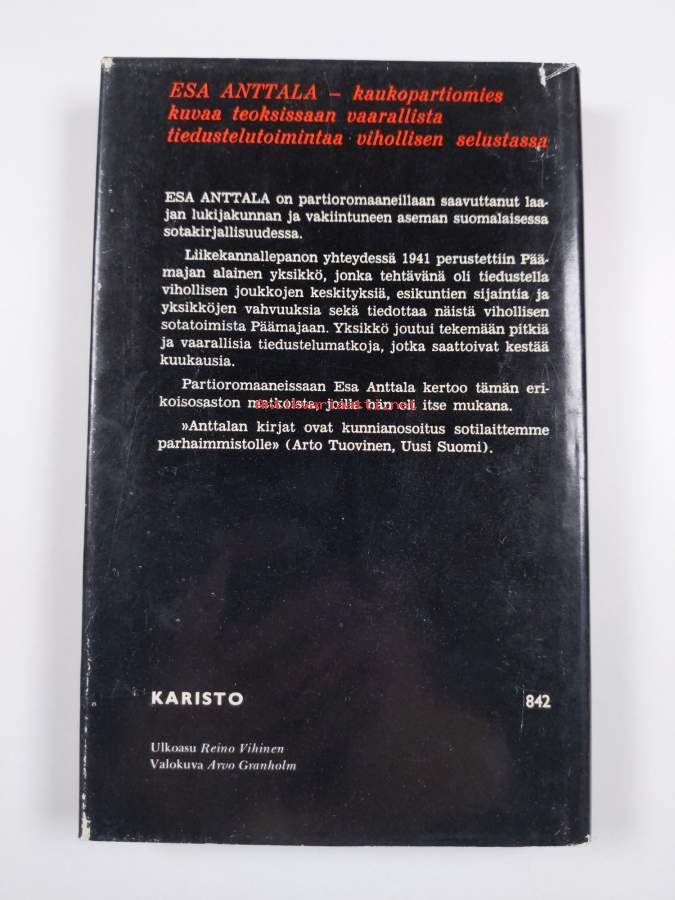 ESA ANTTALA – kaukopartiomies
kuvaa teoksissaan vaarallista
tiedustelutoimintaa vihollisen selustassa
ESA ANTTALA on partioromaaneillaan saavuttanut laa-
jan lukijakunnan ja vakiintuneen aseman suomalaisessa
sotakirjallisuudessa.
Liikekannallepanon yhteydessä 1941 perustettiin Pää-
majan alainen yksikkö, jonka tehtävänä oli tiedustella
vihollisen joukkojen keskityksiä, esikuntien sijaintia ja
yksikköjen vahvuuksia sekä tiedottaa näistä vihollisen
sotatoimista Päämajaan. Yksikkö joutui tekemään pitkiä
ja vaarallisia tiedustelumatkoja, jotka saattoivat kestää
kuukausia.
Partioromaaneissaan Esa Anttala kertoo tämän eri-
koisosaston matkoista, joilla hän oli itse mukana.
»Anttalan kirjat ovat kunnianosoitus sotilaittemme
parhaimmistolle» (Arto Tuovinen, Uusi Suomi).
KARISTO
842
Ulkoasu Reino Vihinen
Valokuva Arvo Granholm